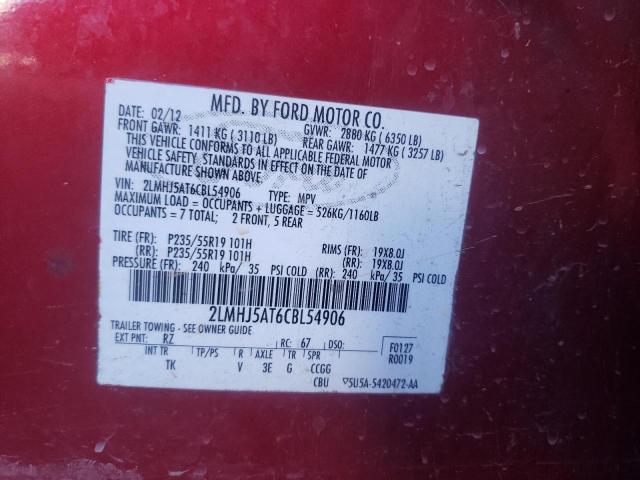 MFD. BY FORD MOTOR CO.
DATE: 02/12 GVWR: 2880 KG ( 6350 LB)
FRONT GAWR: 1411 KG ( 3110 LB) REAR GAWR: 1477 KG ( 3257 LB)
THIS VEHICLE CONFORMS TO ALL APPLICABLE FEDERAL MOTOR
VEHICLE SAFETY STANDARDS IN EFFECT ON THE DATE OF
MANUFACTURE SHOWN ABOVE.
VIN: 2LMHJ5AT6CBL54906 TYPE: MPV
MAXIMUM LOAD = OCCUPANTS + LUGGAGE = 526KG/1160LB
OCCUPANTS = 7 TOTAL; 2 FRONT, 5 REAR
TIRE (FR): P235/55R19 101H RIMS (FR): 19X8.0J
(RR): P235/55R19 101H (RR): 19X8.0J
PRESSURE (FR): 240 kPa/ 35 PSI COLD (RR): 240 kPa/ 35 PSI COLD
2LMHJ5AT6CBL54906
TRAILER TOWING - SEE OWNER GUIDE
EXT PNT: RZ RC: 67 DSO: F0127
R0019
INT TR TP/PS R AXLE TR SPR
TK V 3E G CCGG
CBU 5U5A-5420472-AA